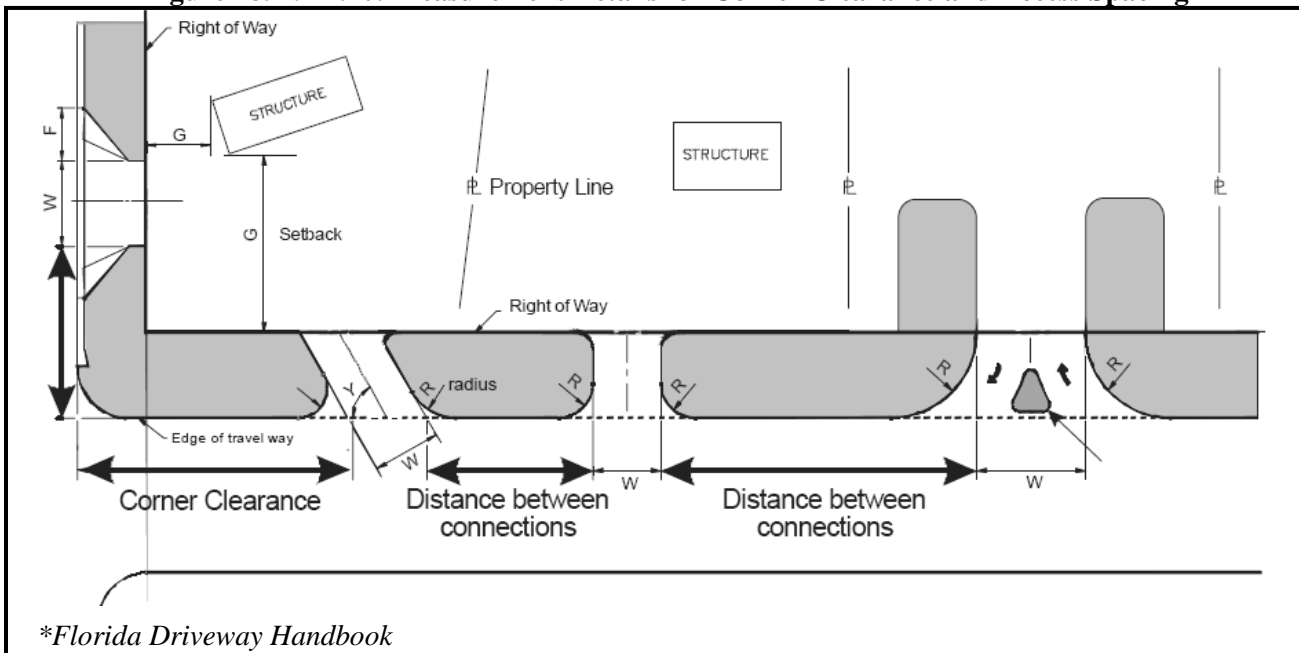 Right of Way
STRUCTURE
G
F
W
G
Setback
STRUCTURE
Property Line
Right of Way
Y
R
radius
R
R
R
R
Edge of travel way
W
W
W
Corner Clearance
Distance between
connections
Distance between
connections
*Florida Driveway Handbook